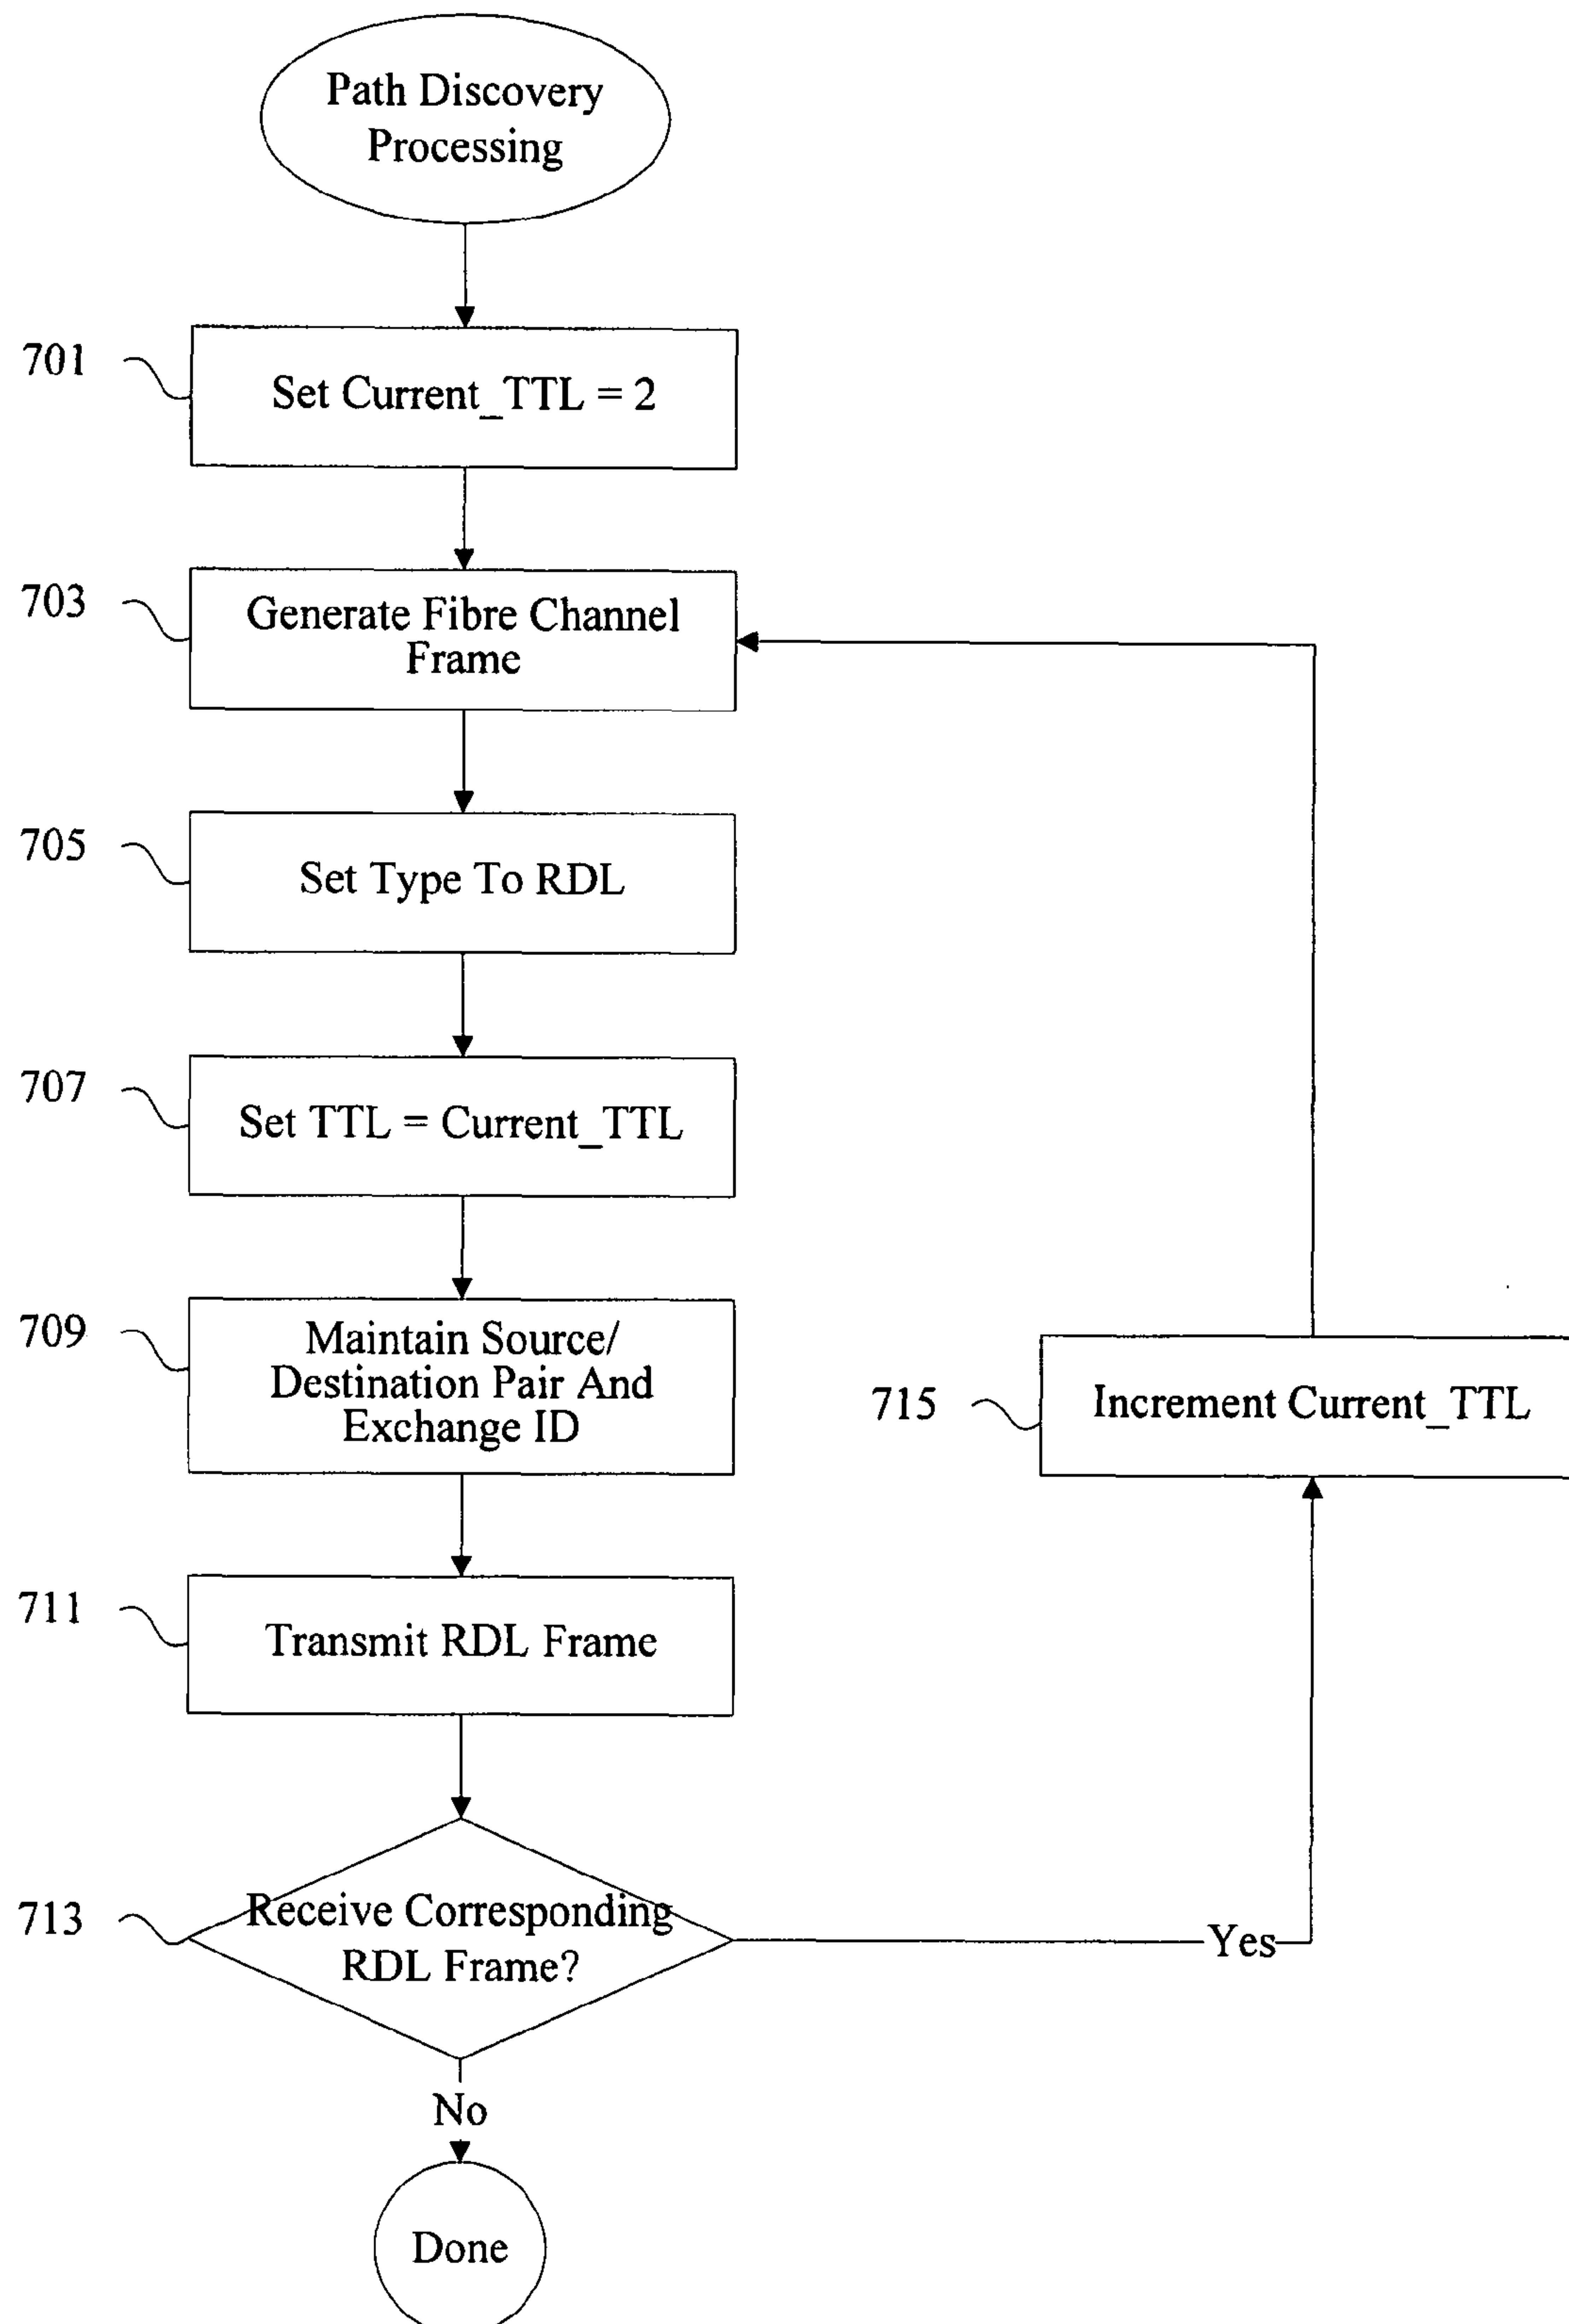 Path Discovery
Processing
701
Set Current_TTL = 2
703
Generate Fibre Channel
Frame
705
Set Type To RDL
707
Set TTL = Current_TTL
709
Maintain Source/
Destination Pair And
Exchange ID
715
Increment Current_TTL
711
Transmit RDL Frame
713
Receive Corresponding
RDL Frame?
Yes
No
Done